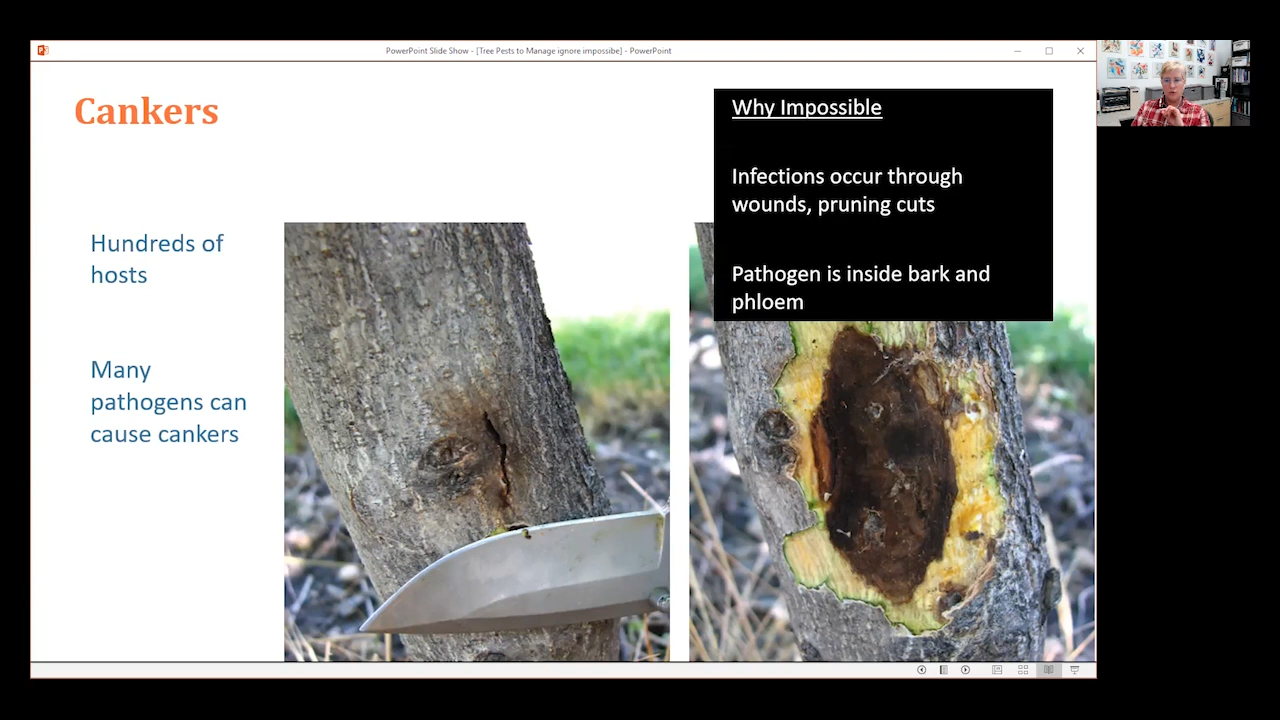 PowerPoint Slide Show - [Tree Pests to Manage ignore impossibe] - PowerPoint
Cankers
Why Impossible
Infections occur through
wounds, pruning cuts
Pathogen is inside bark and
phloem
Hundreds of
hosts
Many
pathogens can
cause cankers